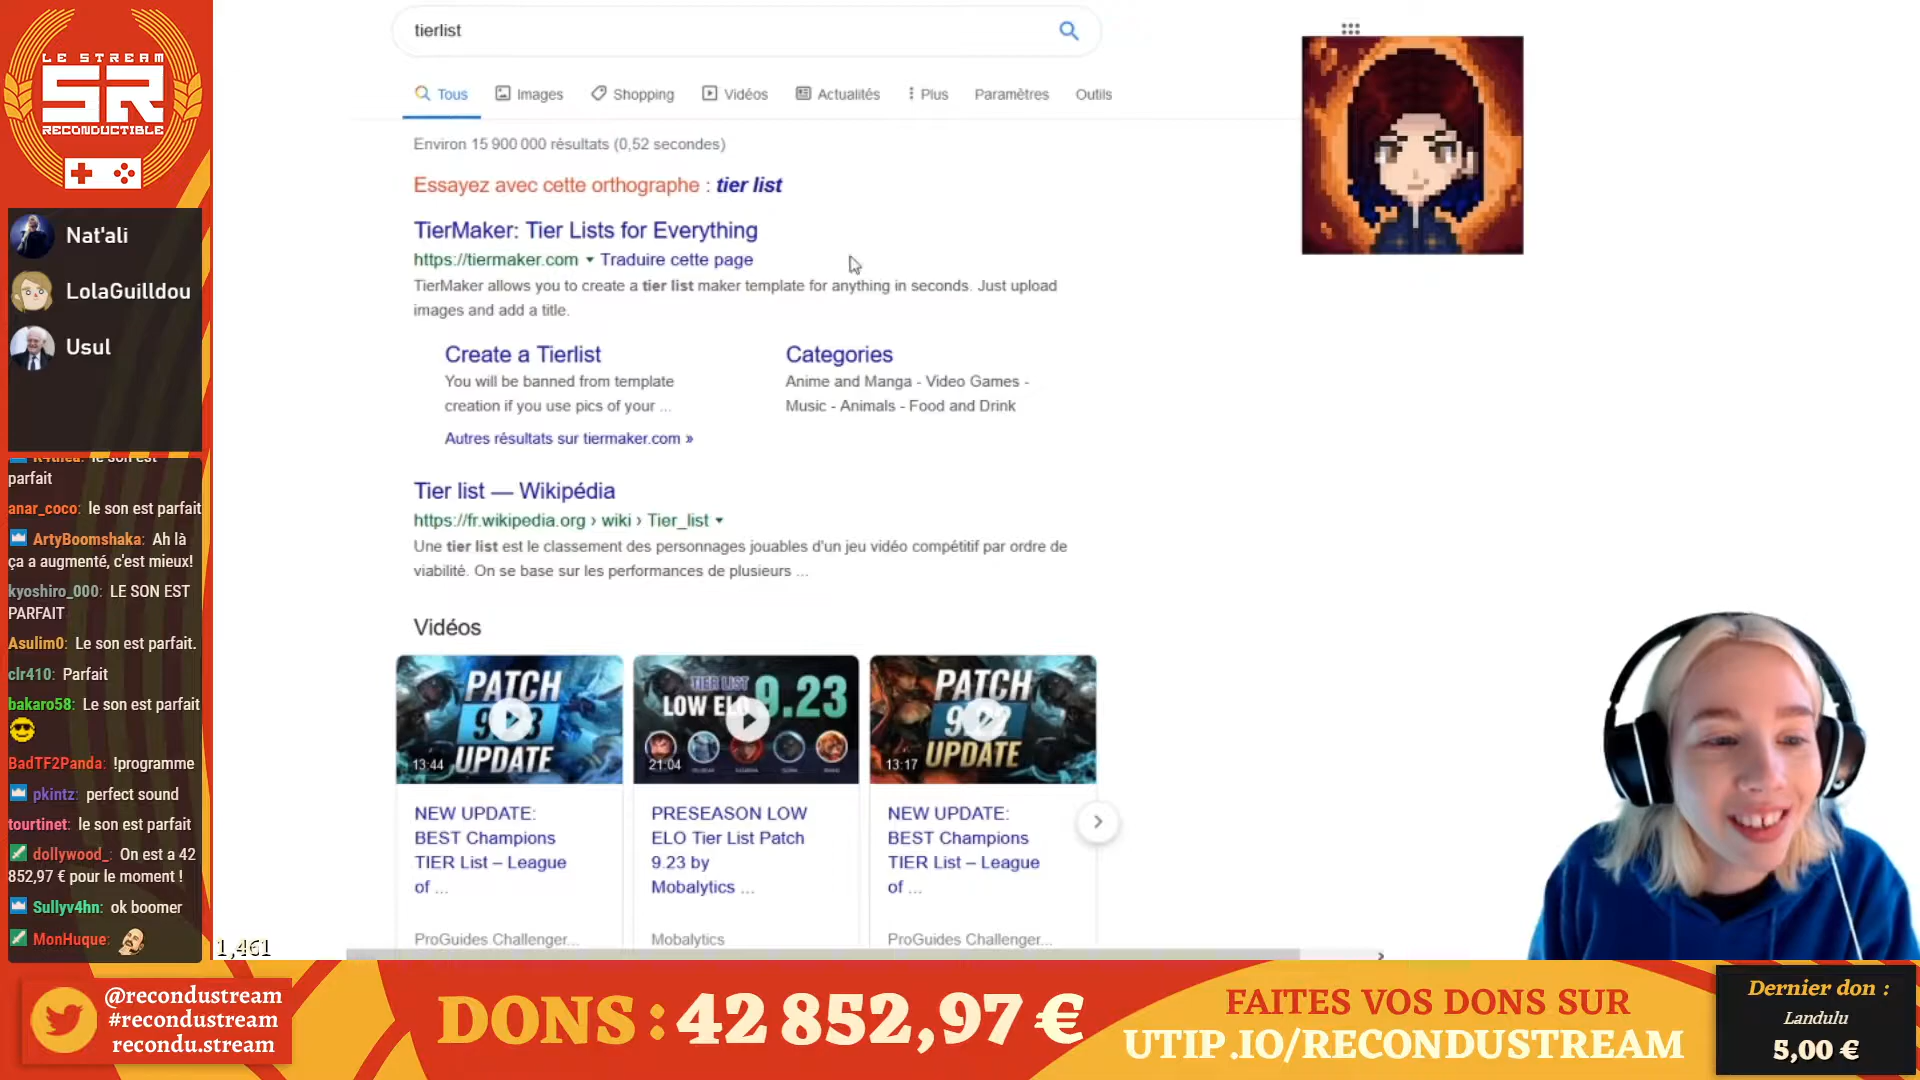 LE STREAM
SR
RECONDUCTIBLE
Nat'ali
LolaGuilldou
Usul
parfait
anar_coco: le son est parfait
ArtyBoomshaka: Ah là
ça a augmenté, c'est mieux!
kyoshiro_000: LE SON EST
PARFAIT
Asulim0: Le son est parfait.
clr410: Parfait
bakaro58: Le son est parfait
BadTF2Panda: !programme
pkintz: perfect sound
tourtinet: le son est parfait
dollywood_: On est a 42
852,97 € pour le moment !
Sullyv4hn: ok boomer
MonHuque:
1,461
tierlist
Tous Images Shopping Vidéos Actualités Plus Paramètres Outils
Environ 15 900 000 résultats (0,52 secondes)
Essayez avec cette orthographe : tier list
TierMaker: Tier Lists for Everything
https://tiermaker.com Traduire cette page
TierMaker allows you to create a tier list maker template for anything in seconds. Just upload
images and add a title.
Create a Tierlist
You will be banned from template
creation if you use pics of your ...
Categories
Anime and Manga - Video Games -
Music - Animals - Food and Drink
Autres résultats sur tiermaker.com »
Tier list — Wikipédia
https://fr.wikipedia.org › wiki › Tier_list
Une tier list est le classement des personnages jouables d'un jeu vidéo compétitif par ordre de
viabilité. On se base sur les performances de plusieurs ...
Vidéos
PATCH
UPDATE
13:44
TIER LIST
LOW ELO 9.23
21:04
PATCH
UPDATE
13:17
NEW UPDATE:
BEST Champions
TIER List – League
of ...
ProGuides Challenger...
PRESEASON LOW
ELO Tier List Patch
9.23 by
Mobalytics ...
Mobalytics
NEW UPDATE:
BEST Champions
TIER List – League
of ...
ProGuides Challenger...
@recondustream
#recondustream
recondu.stream
DONS : 42 852,97 €
FAITES VOS DONS SUR
UTIP.IO/RECONDUSTREAM
Dernier don :
Landulu
5,00 €